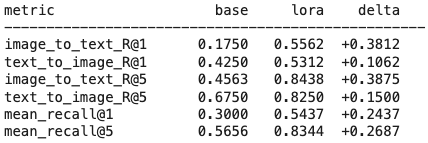 metric base lora delta
--------------------------------------------------
image_to_text_R@1 0.1750 0.5562 +0.3812
text_to_image_R@1 0.4250 0.5312 +0.1062
image_to_text_R@5 0.4563 0.8438 +0.3875
text_to_image_R@5 0.6750 0.8250 +0.1500
mean_recall@1 0.3000 0.5437 +0.2437
mean_recall@5 0.5656 0.8344 +0.2687